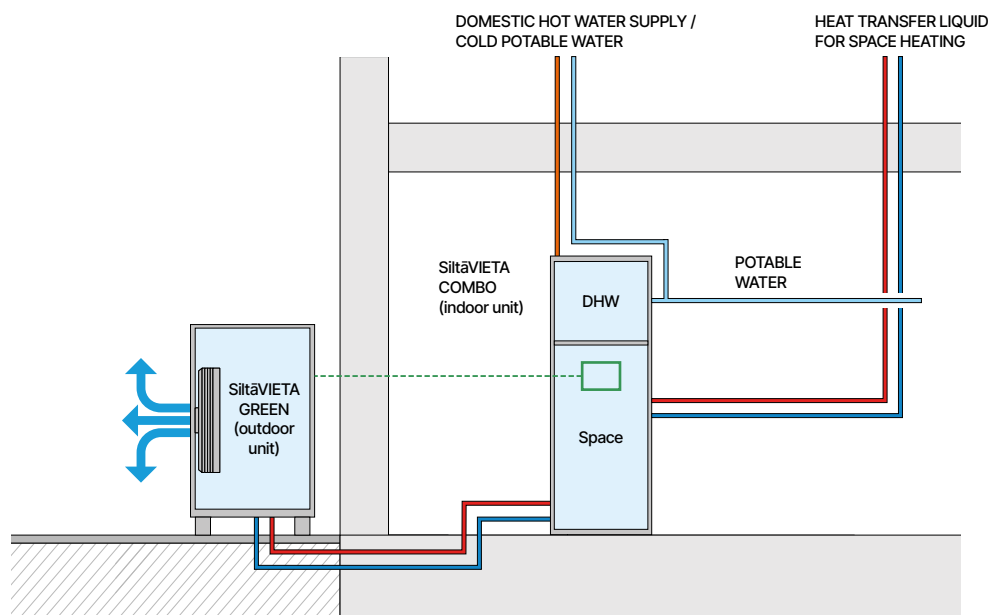 DOMESTIC HOT WATER SUPPLY /
COLD POTABLE WATER
HEAT TRANSFER LIQUID
FOR SPACE HEATING
SiltāVIETA
COMBO
(indoor unit)
POTABLE
WATER
DHW
SiltāVIETA
GREEN
(outdoor
unit)
Space